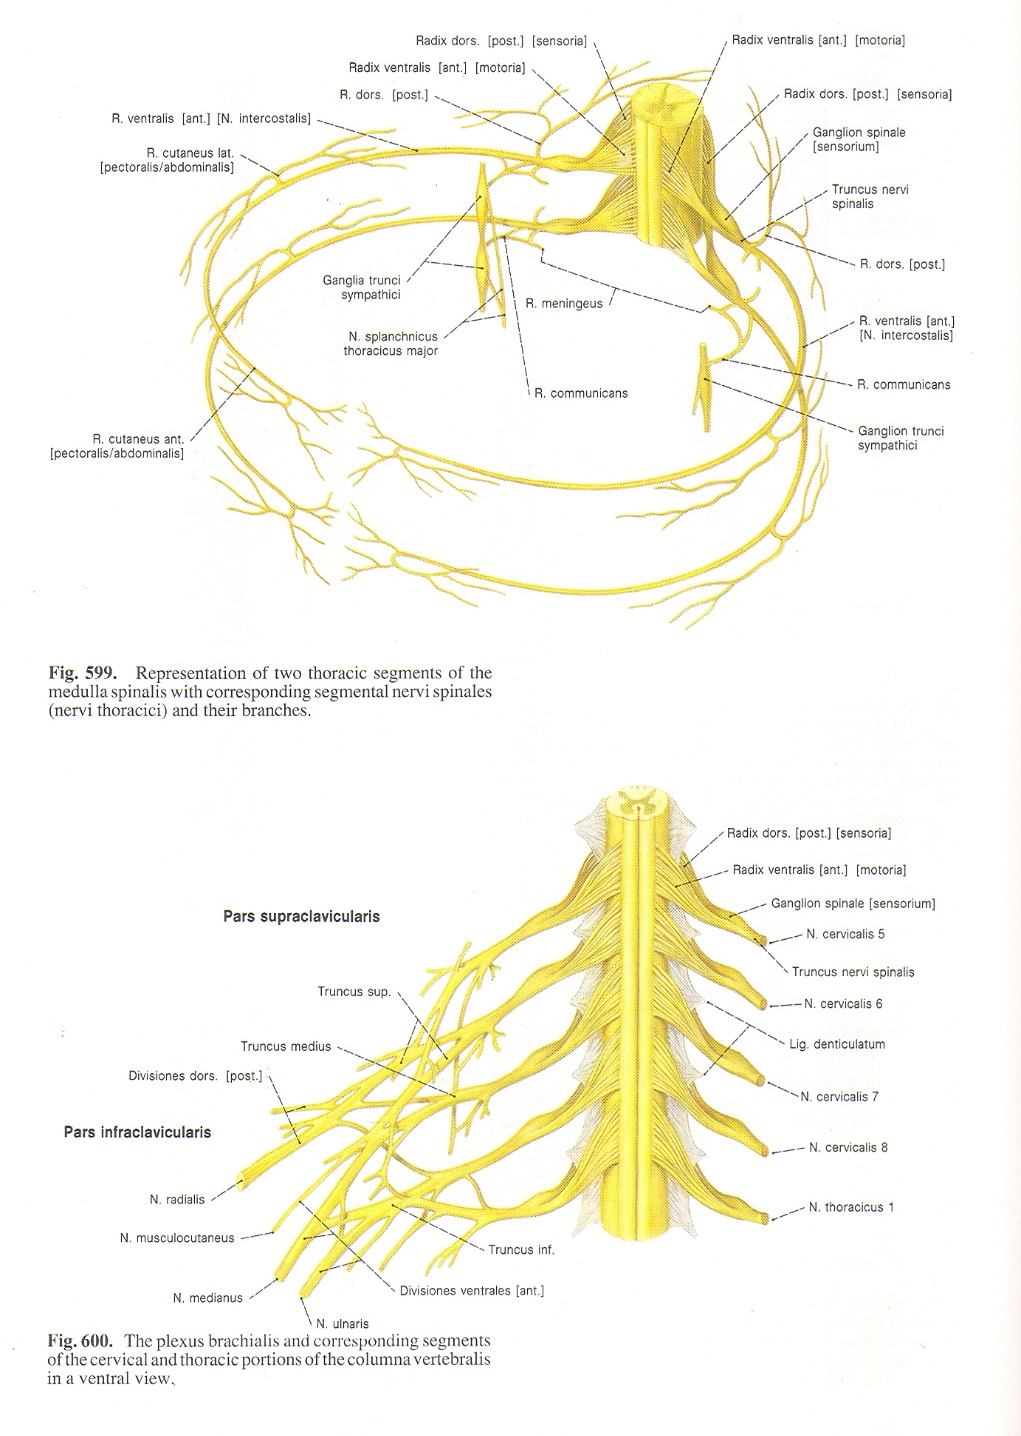 Radix dors. [post.] [sensoria]
Radix ventralis [ant.] [motoria]
Radix ventralis [ant.] [motoria]
R. dors. [post.]
Radix dors. [post.] [sensoria]
R. ventralis [ant.] [N. intercostalis]
Ganglion spinale
[sensorium]
R. cutaneus lat.
[pectoralis/abdominalis]
Truncus nervi
spinalis
R. dors. [post.]
Ganglia trunci
sympathici
R. meningeus
R. ventralis [ant.]
[N. intercostalis]
N. splanchnicus
thoracicus major
R. communicans
R. communicans
R. cutaneus ant.
[pectoralis/abdominalis]
Ganglion trunci
sympathici
Fig. 599. Representation of two thoracic segments of the
medulla spinalis with corresponding segmental nervi spinales
(nervi thoracici) and their branches.
Radix dors. [post.] [sensoria]
Radix ventralis [ant.] [motoria]
Ganglion spinale [sensorium]
Pars supraclavicularis
N. cervicalis 5
Truncus nervi spinalis
Truncus sup.
N. cervicalis 6
Truncus medius
Lig. denticulatum
Divisiones dors. [post.]
N. cervicalis 7
Pars infraclavicularis
N. cervicalis 8
N. radialis
N. thoracicus 1
N. musculocutaneus
Truncus inf.
Divisiones ventrales [ant.]
N. medianus
N. ulnaris
Fig. 600. The plexus brachialis and corresponding segments
of the cervical and thoracic portions of the columna vertebralis
in a ventral view.